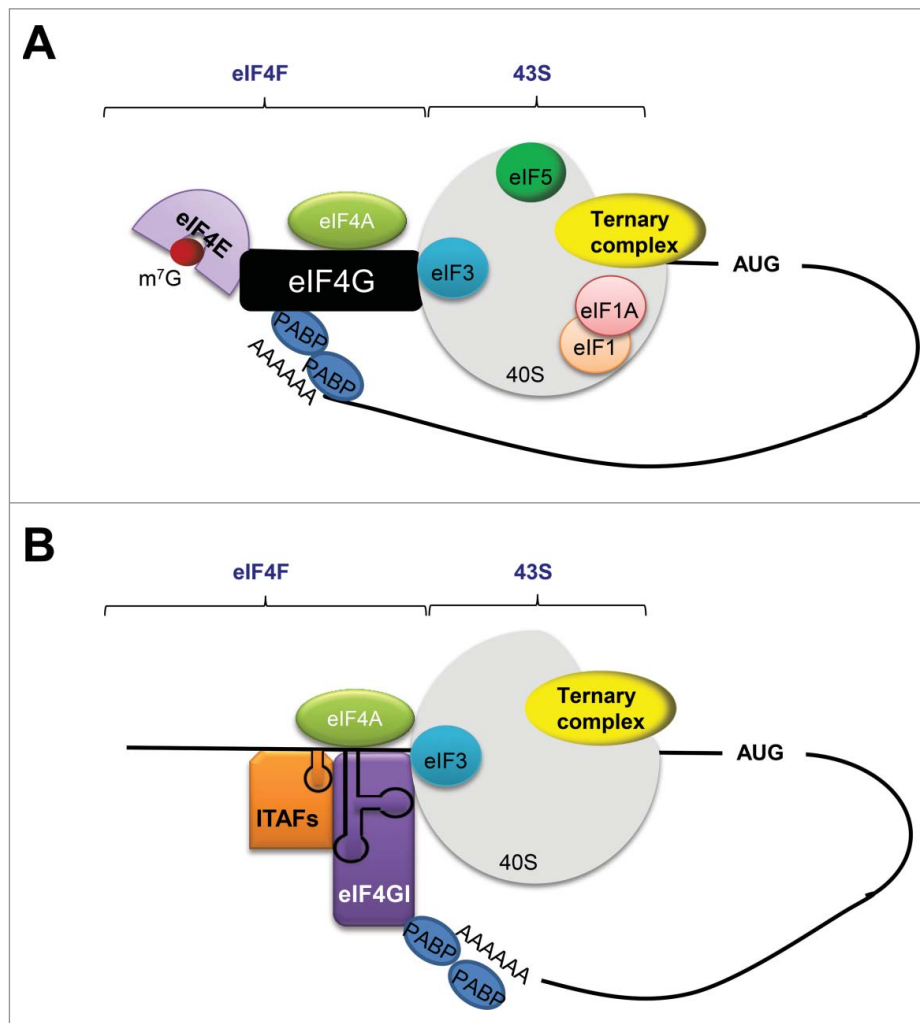 A
eIF4F
43S
eIF5
eIF4A
Ternary
complex
eIF4E
eIF3
AUG
m⁷G
eIF4G
eIF1A
PABP
eIF1
AAAAAA
PABP
40S
B
eIF4F
43S
Ternary
complex
eIF4A
eIF3
AUG
ITAFs
40S
eIF4GI
PABP
AAAAAA
PABP